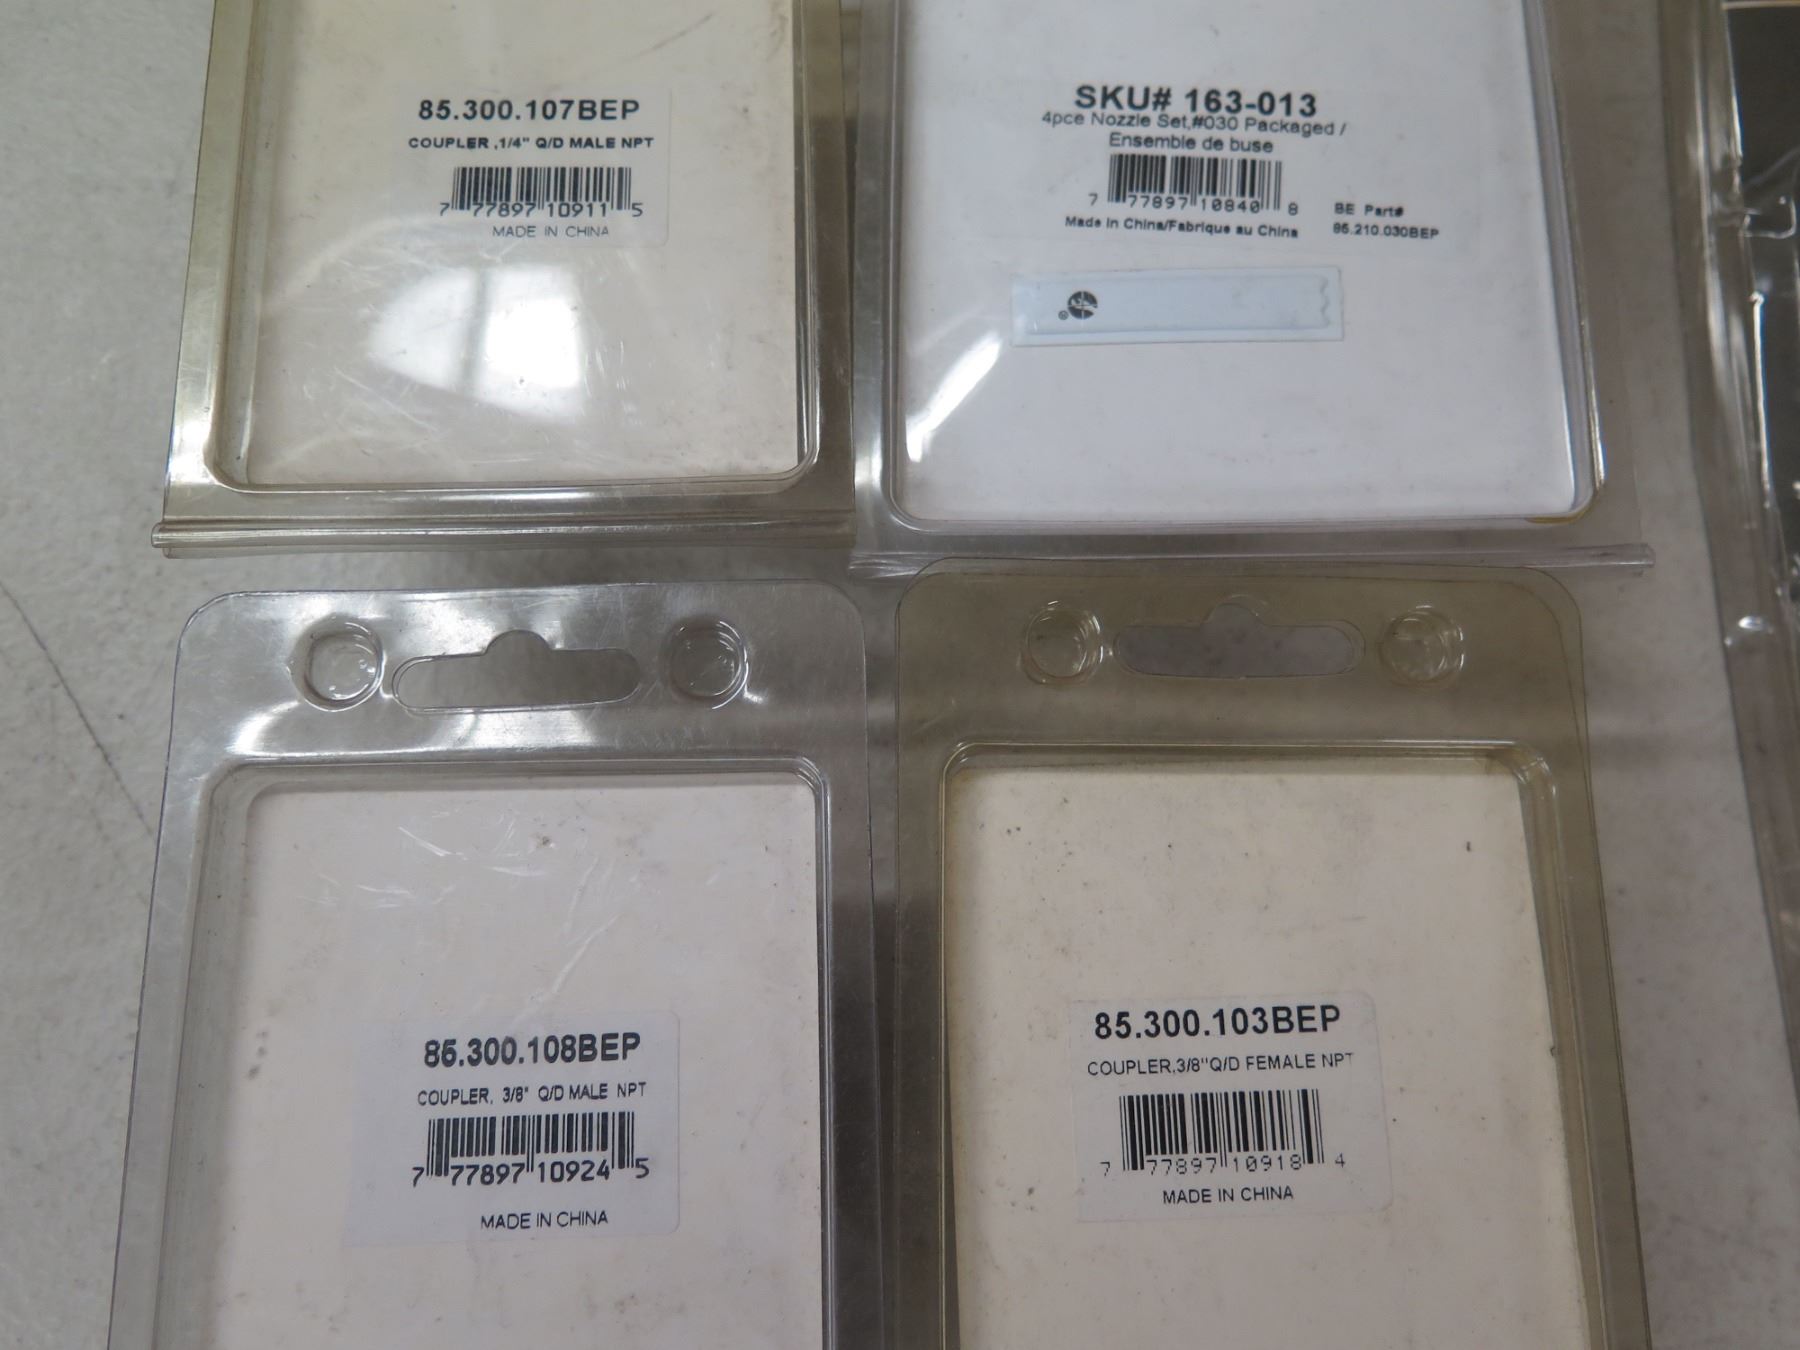 85.300.107BEP
COUPLER ,1/4" Q/D MALE NPT
7 77897 10911 5
MADE IN CHINA
SKU# 163-013
4pce Nozzle Set,#030 Packaged /
Ensemble de buse
7 77897 10840 8
BE Part#
Made in China/Fabrique au China
85.210.030BEP
®
85.300.108BEP
COUPLER, 3/8" Q/D MALE NPT
7 77897 10924 5
MADE IN CHINA
85.300.103BEP
COUPLER,3/8"Q/D FEMALE NPT
7 77897 10918 4
MADE IN CHINA